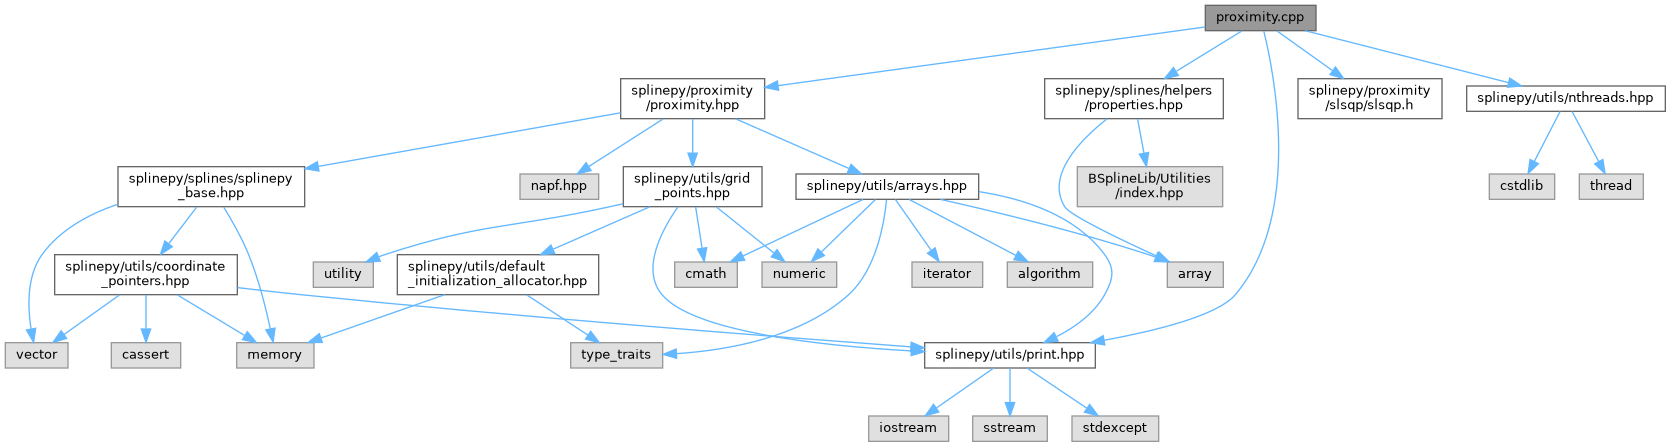 proximity.cpp
splinepy/proximity
/proximity.hpp
splinepy/splines/helpers
/properties.hpp
splinepy/proximity
/slsqp/slsqp.h
splinepy/utils/nthreads.hpp
splinepy/splines/splinepy
_base.hpp
napf.hpp
splinepy/utils/grid
_points.hpp
splinepy/utils/arrays.hpp
BSplineLib/Utilities
/index.hpp
cstdlib
thread
splinepy/utils/coordinate
_pointers.hpp
utility
splinepy/utils/default
_initialization_allocator.hpp
cmath
numeric
iterator
algorithm
array
vector
cassert
memory
type_traits
splinepy/utils/print.hpp
iostream
sstream
stdexcept